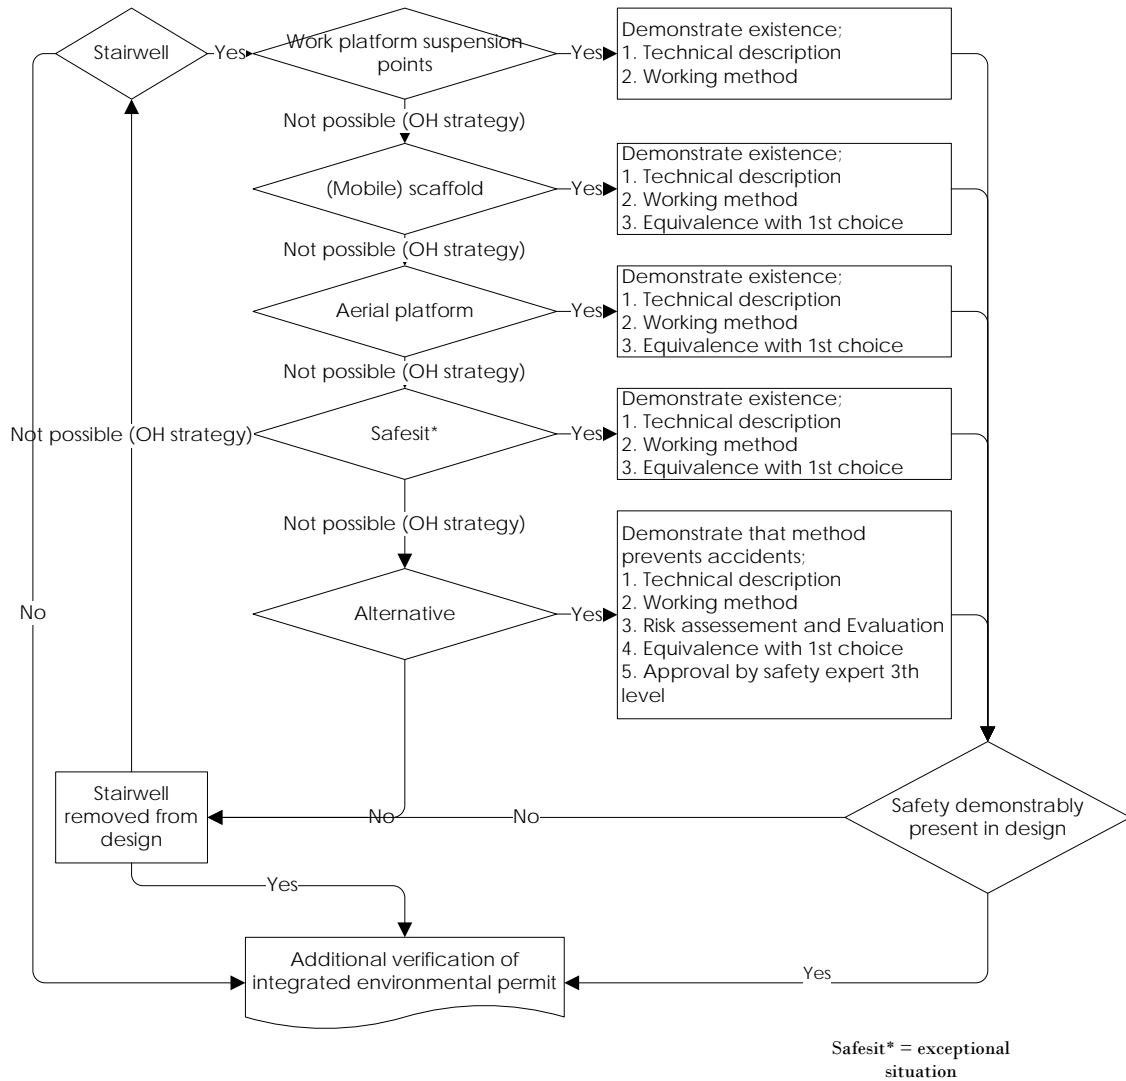 Stairwell
Yes
Work platform suspension
points
Yes
Demonstrate existence;
1. Technical description
2. Working method
Not possible (OH strategy)
(Mobile) scaffold
Yes
Demonstrate existence;
1. Technical description
2. Working method
3. Equivalence with 1st choice
Not possible (OH strategy)
Aerial platform
Yes
Demonstrate existence;
1. Technical description
2. Working method
3. Equivalence with 1st choice
Not possible (OH strategy)
Not possible (OH strategy)
Safesit*
Yes
Demonstrate existence;
1. Technical description
2. Working method
3. Equivalence with 1st choice
Not possible (OH strategy)
No
Alternative
Yes
Demonstrate that method
prevents accidents;
1. Technical description
2. Working method
3. Risk assessement and Evaluation
4. Equivalence with 1st choice
5. Approval by safety expert 3th
level
Stairwell
removed from
design
No
No
Safety demonstrably
present in design
Yes
Additional verification of
integrated environmental permit
Yes
Safesit* = exceptional
situation